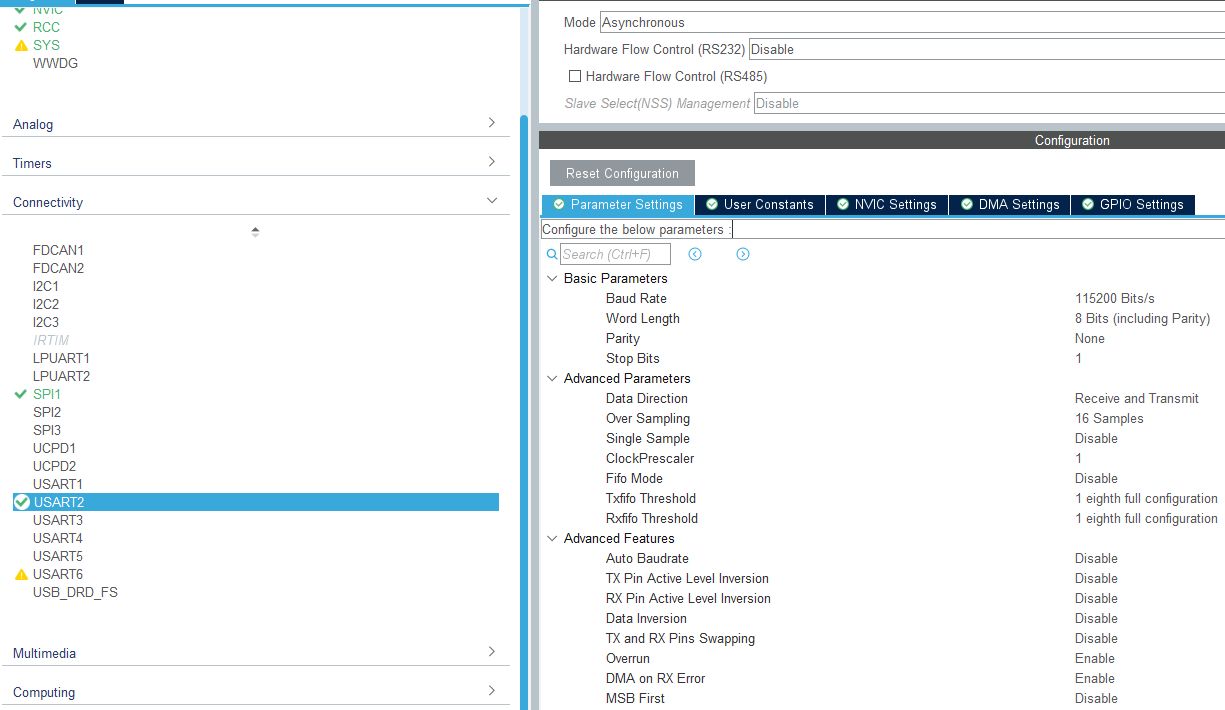 NVIC
RCC
SYS
WWDG
Analog
Timers
Connectivity
FDCAN1
FDCAN2
I2C1
I2C2
I2C3
IRTIM
LPUART1
LPUART2
SPI1
SPI2
SPI3
UCPD1
UCPD2
USART1
USART2
USART3
USART4
USART5
USART6
USB_DRD_FS
Multimedia
Computing
Mode Asynchronous
Hardware Flow Control (RS232) Disable
Hardware Flow Control (RS485)
Slave Select(NSS) Management Disable
Configuration
Reset Configuration
Parameter Settings User Constants NVIC Settings DMA Settings GPIO Settings
Configure the below parameters :
Search (Ctrl+F)
Basic Parameters
Baud Rate 115200 Bits/s
Word Length 8 Bits (including Parity)
Parity None
Stop Bits 1
Advanced Parameters
Data Direction Receive and Transmit
Over Sampling 16 Samples
Single Sample Disable
ClockPrescaler 1
Fifo Mode Disable
Txfifo Threshold 1 eighth full configuration
Rxfifo Threshold 1 eighth full configuration
Advanced Features
Auto Baudrate Disable
TX Pin Active Level Inversion Disable
RX Pin Active Level Inversion Disable
Data Inversion Disable
TX and RX Pins Swapping Disable
Overrun Enable
DMA on RX Error Enable
MSB First Disable